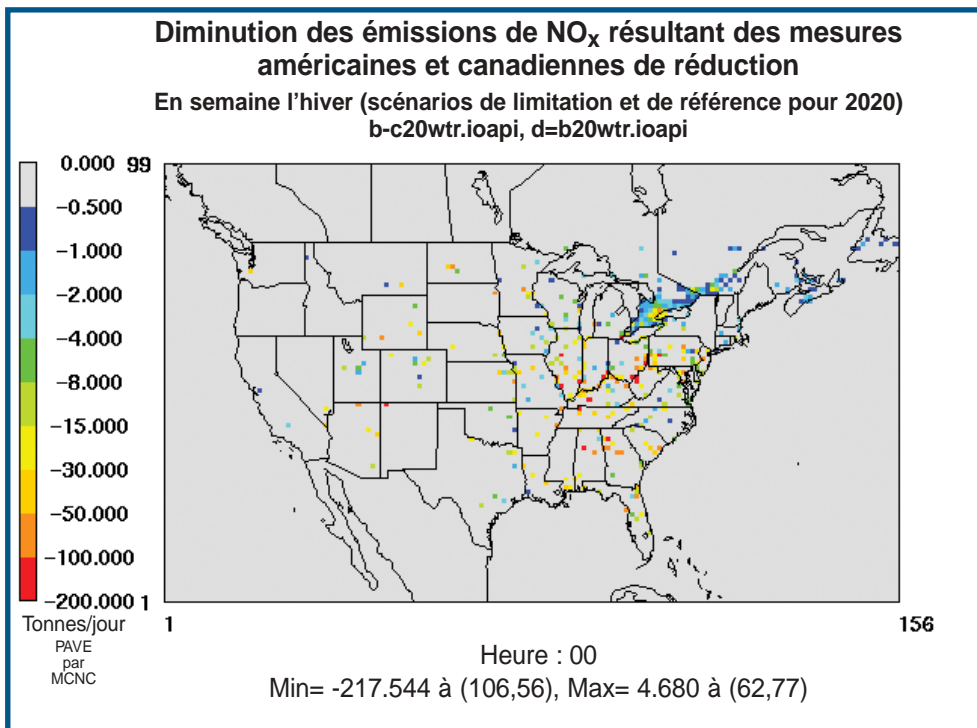 Diminution des émissions de NOx résultant des mesures
américaines et canadiennes de réduction
En semaine l'hiver (scénarios de limitation et de référence pour 2020)
b-c20wtr.ioapi, d=b20wtr.ioapi
0.000 99
−0.500
−1.000
−2.000
−4.000
−8.000
−15.000
−30.000
−50.000
−100.000
−200.000 1
Tonnes/jour
PAVE
par
MCNC
1 156
Heure : 00
Min= -217.544 à (106,56), Max= 4.680 à (62,77)